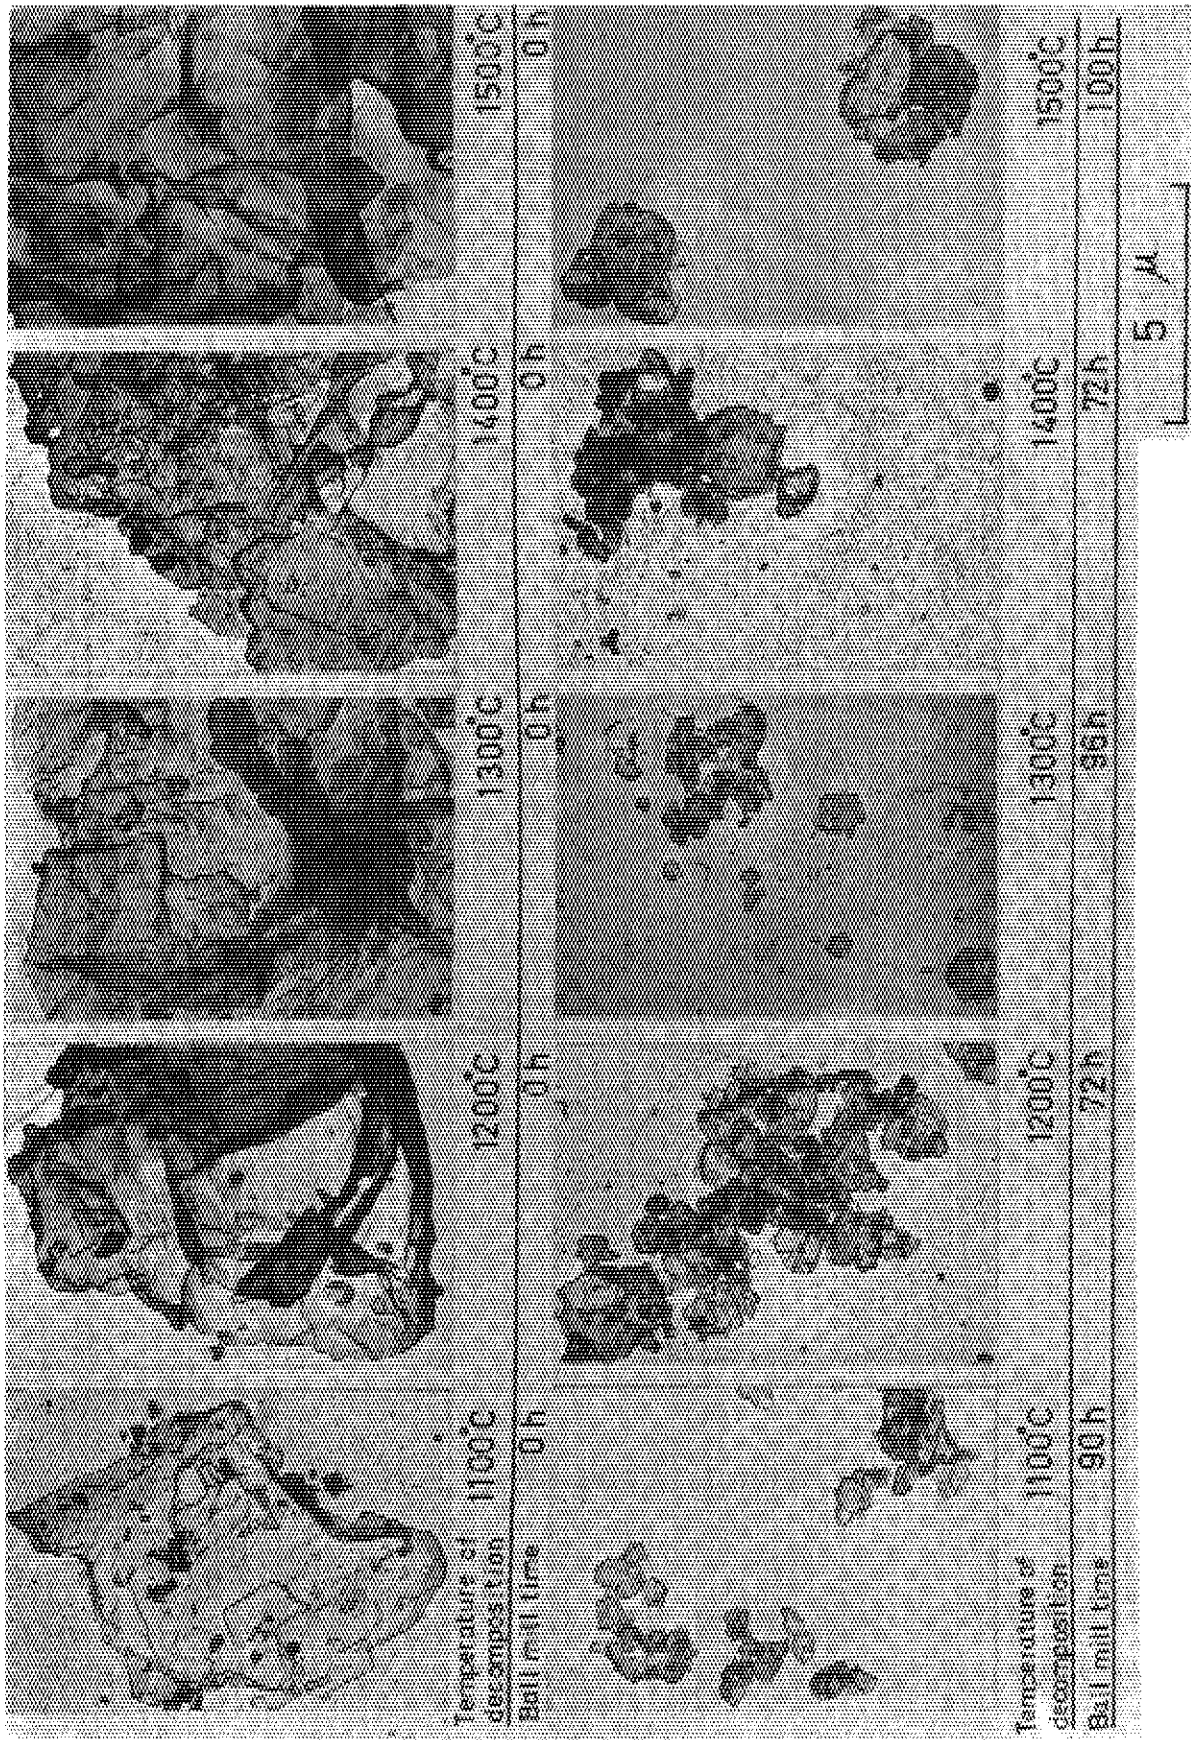 Temperature of 1100°C 1200°C 1300°C 1400°C 1500°C
decomposition
Ball mill time 0 h 0 h 0 h 0 h 0 h
Temperature of 1100°C 1200°C 1300°C 1400°C 1500°C
decomposition
Ball mill time 90 h 72 h 96 h 72 h 100 h
5 μ